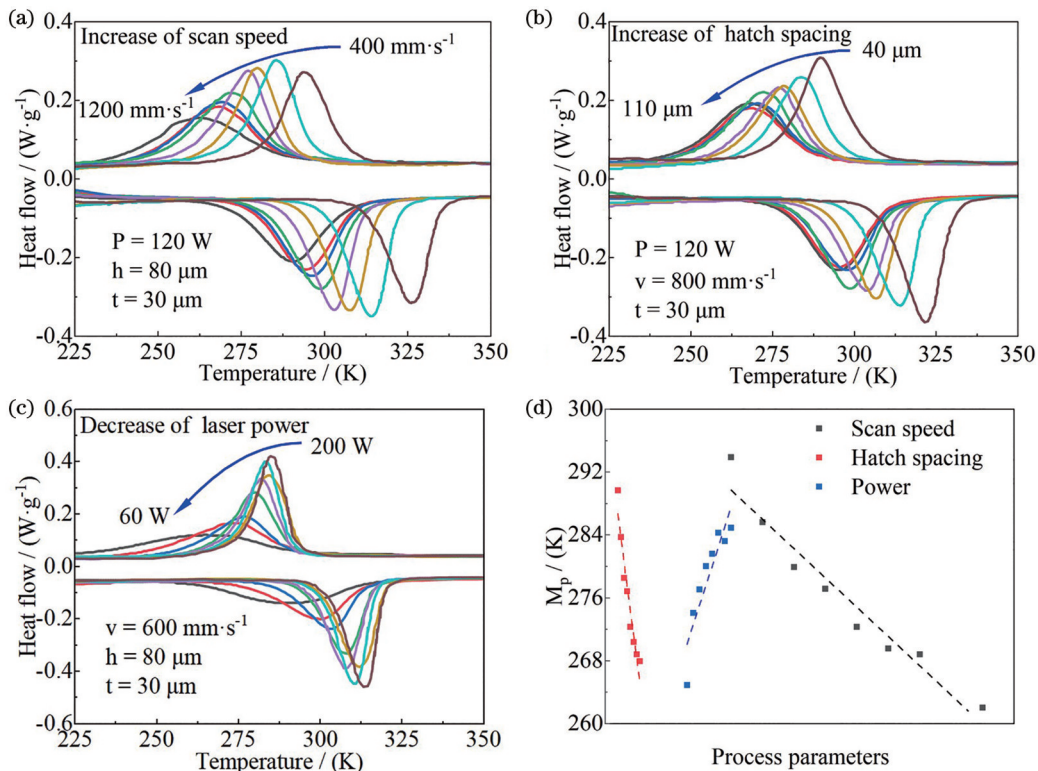 (a)
0.4
0.2
0.0
-0.2
-0.4
Heat flow / (W·g⁻¹)
Increase of scan speed
400 mm·s⁻¹
1200 mm·s⁻¹
P = 120 W
h = 80 μm
t = 30 μm
225 250 275 300 325 350
Temperature / (K)
(b)
0.4
0.2
0.0
-0.2
-0.4
Heat flow / (W·g⁻¹)
Increase of hatch spacing
40 μm
110 μm
P = 120 W
v = 800 mm·s⁻¹
t = 30 μm
225 250 275 300 325 350
Temperature / (K)
(c)
0.6
0.4
0.2
0.0
-0.2
-0.4
-0.6
Heat flow / (W·g⁻¹)
Decrease of laser power
200 W
60 W
v = 600 mm·s⁻¹
h = 80 μm
t = 30 μm
225 250 275 300 325 350
Temperature / (K)
(d)
300
292
284
276
268
260
Mₚ / (K)
Scan speed
Hatch spacing
Power
Process parameters